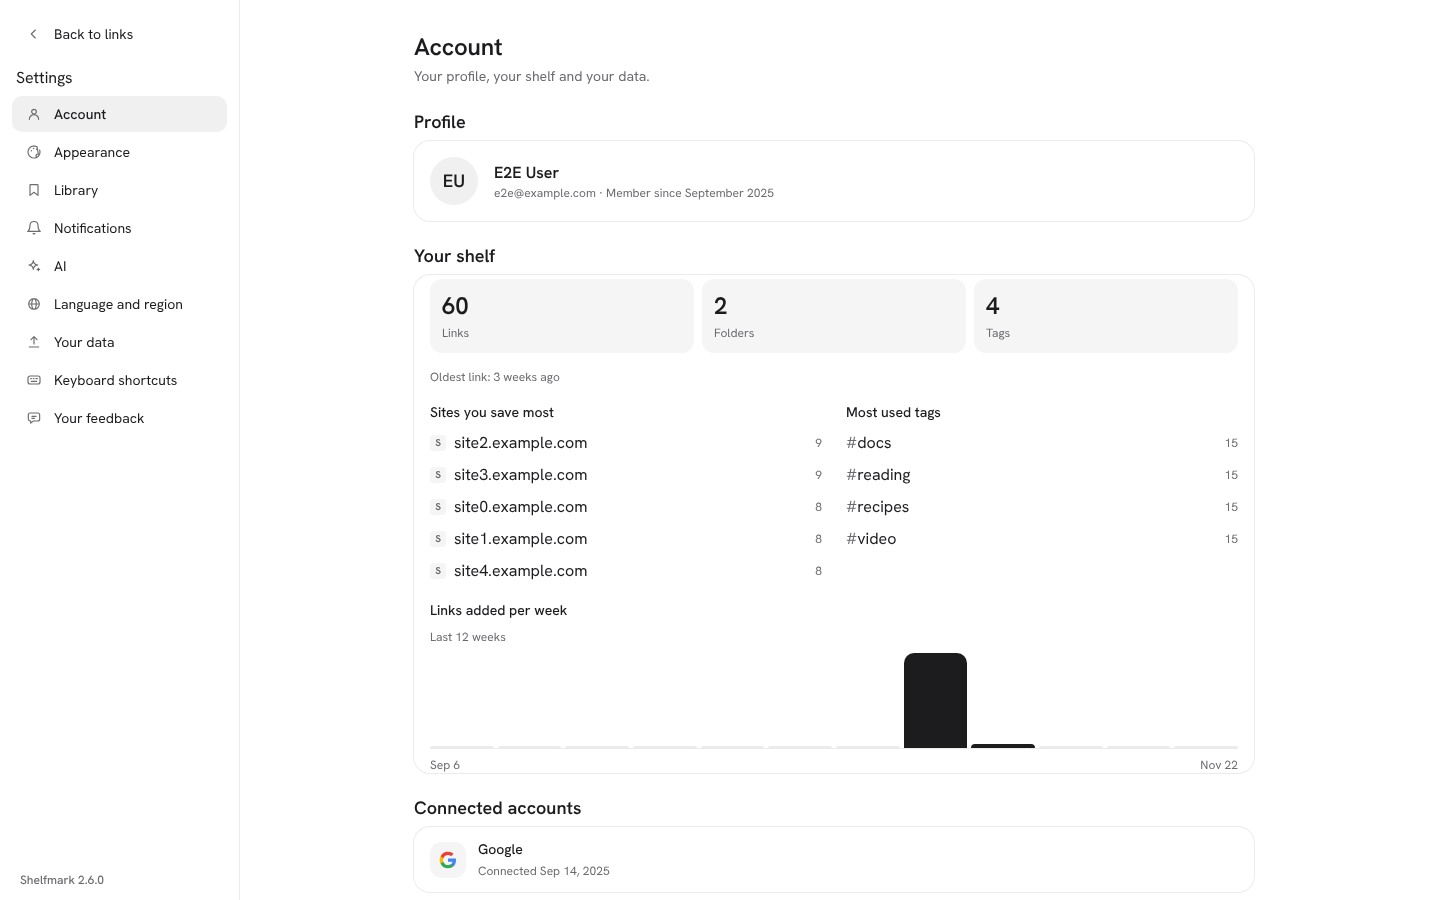 Back to links
Settings
Account
Appearance
Library
Notifications
AI
Language and region
Your data
Keyboard shortcuts
Your feedback
Shelfmark 2.6.0
Account
Your profile, your shelf and your data.
Profile
EU
E2E User
e2e@example.com · Member since September 2025
Your shelf
60
Links
2
Folders
4
Tags
Oldest link: 3 weeks ago
Sites you save most
S site2.example.com 9
S site3.example.com 9
S site0.example.com 8
S site1.example.com 8
S site4.example.com 8
Most used tags
#docs 15
#reading 15
#recipes 15
#video 15
Links added per week
Last 12 weeks
Sep 6 Nov 22
Connected accounts
Google
Connected Sep 14, 2025